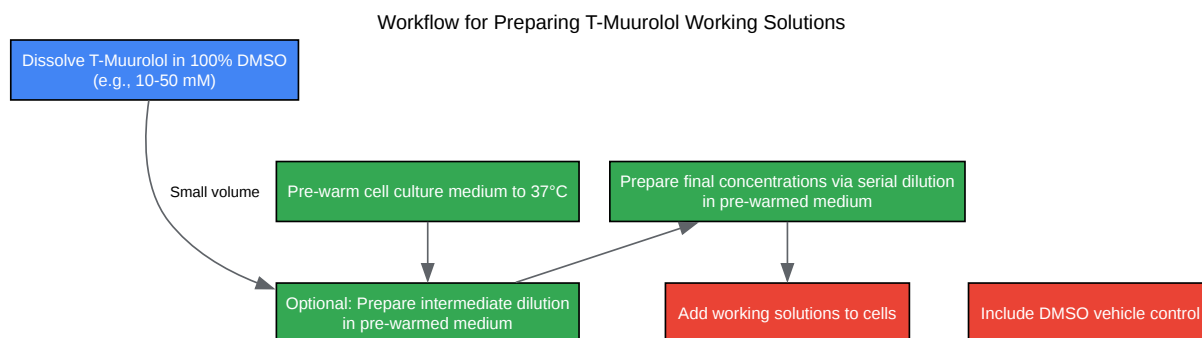 Workflow for Preparing T-Muurolol Working Solutions
Dissolve T-Muurolol in 100% DMSO
(e.g., 10-50 mM)
Small volume
Pre-warm cell culture medium to 37°C
Prepare final concentrations via serial dilution
in pre-warmed medium
Optional: Prepare intermediate dilution
in pre-warmed medium
Add working solutions to cells
Include DMSO vehicle control